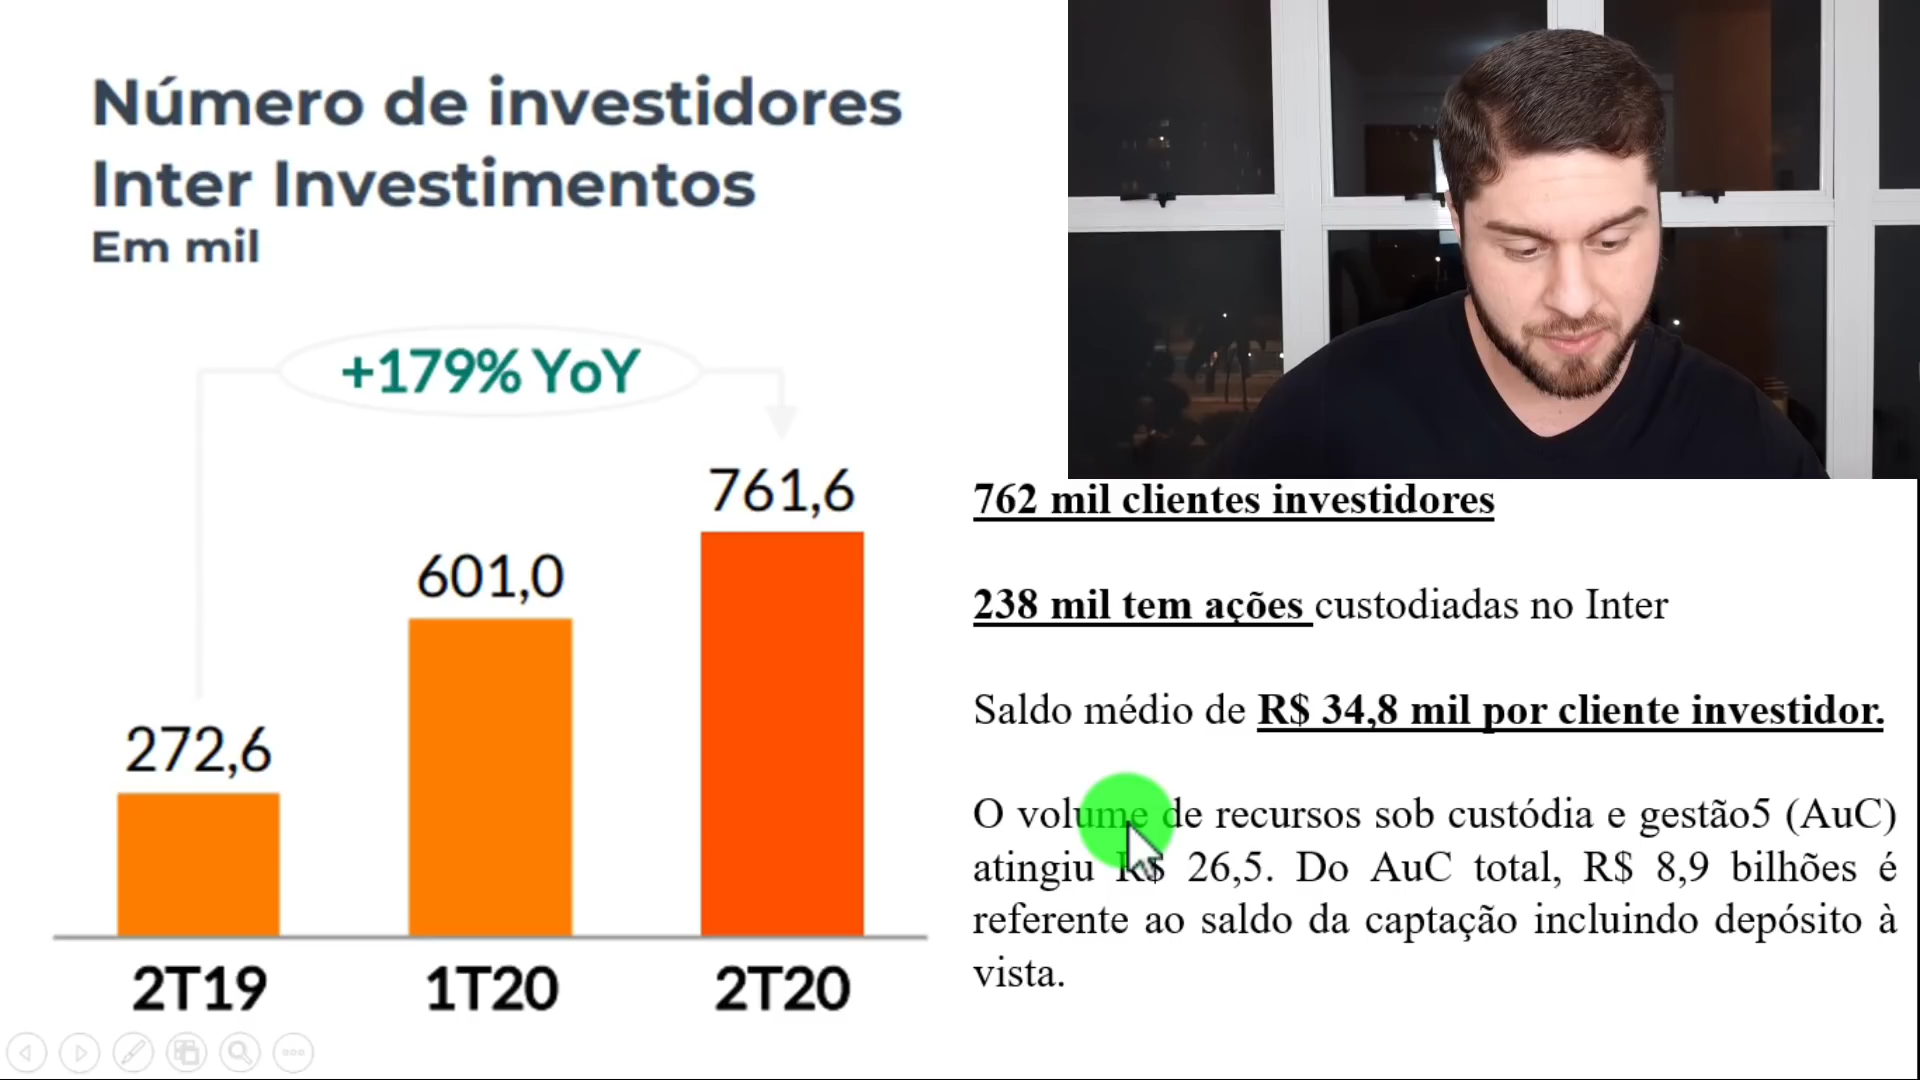 Número de investidores
Inter Investimentos
Em mil
+179% YoY
272,6
601,0
761,6
2T19
1T20
2T20
762 mil clientes investidores
238 mil tem ações custodiadas no Inter
Saldo médio de R$ 34,8 mil por cliente investidor.
O volume de recursos sob custódia e gestão5 (AuC)
atingiu R$ 26,5. Do AuC total, R$ 8,9 bilhões é
referente ao saldo da captação incluindo depósito à
vista.